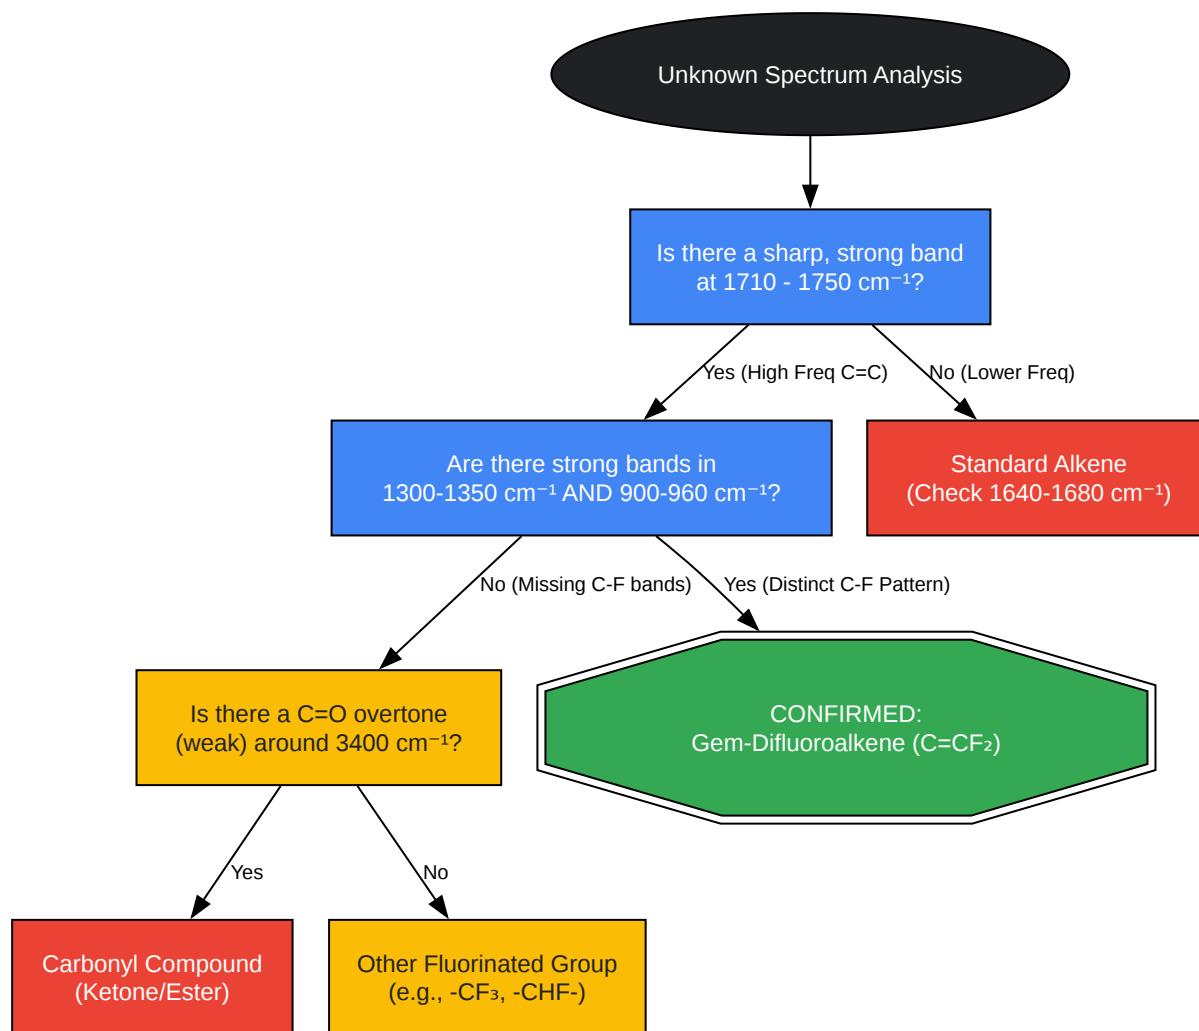 Unknown Spectrum Analysis
Is there a sharp, strong band
at 1710 - 1750 cm⁻¹?
Yes (High Freq C=C)
No (Lower Freq)
Are there strong bands in
1300-1350 cm⁻¹ AND 900-960 cm⁻¹?
Standard Alkene
(Check 1640-1680 cm⁻¹)
No (Missing C-F bands)
Yes (Distinct C-F Pattern)
Is there a C=O overtone
(weak) around 3400 cm⁻¹?
CONFIRMED:
Gem-Difluoroalkene (C=CF₂)
Yes
No
Carbonyl Compound
(Ketone/Ester)
Other Fluorinated Group
(e.g., -CF₃, -CHF-)